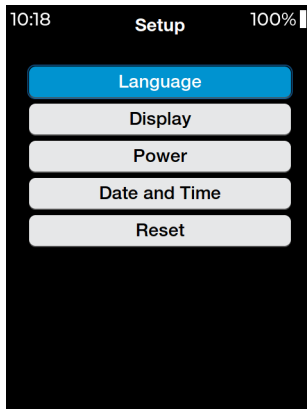 10:18 Setup 100%
Language
Display
Power
Date and Time
Reset